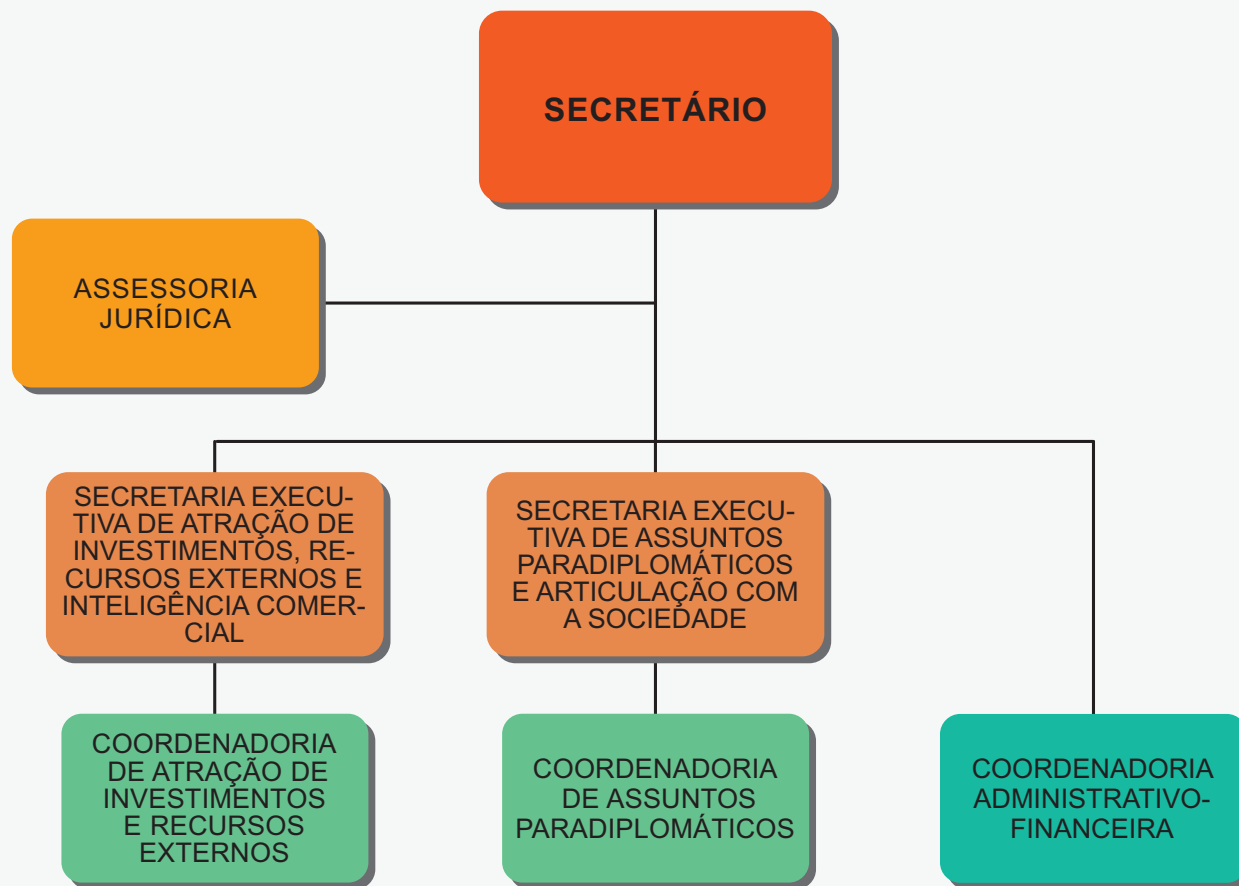 SECRETÁRIO
ASSESSORIA
JURÍDICA
SECRETARIA EXECU-
TIVA DE ATRAÇÃO DE
INVESTIMENTOS, RE-
CURSOS EXTERNOS E
INTELIGÊNCIA COMER-
CIAL
SECRETARIA EXECU-
TIVA DE ASSUNTOS
PARADIPLOMÁTICOS
E ARTICULAÇÃO COM
A SOCIEDADE
COORDENADORIA
DE ATRAÇÃO DE
INVESTIMENTOS
E RECURSOS
EXTERNOS
COORDENADORIA
DE ASSUNTOS
PARADIPLOMÁTICOS
COORDENADORIA
ADMINISTRATIVO-
FINANCEIRA